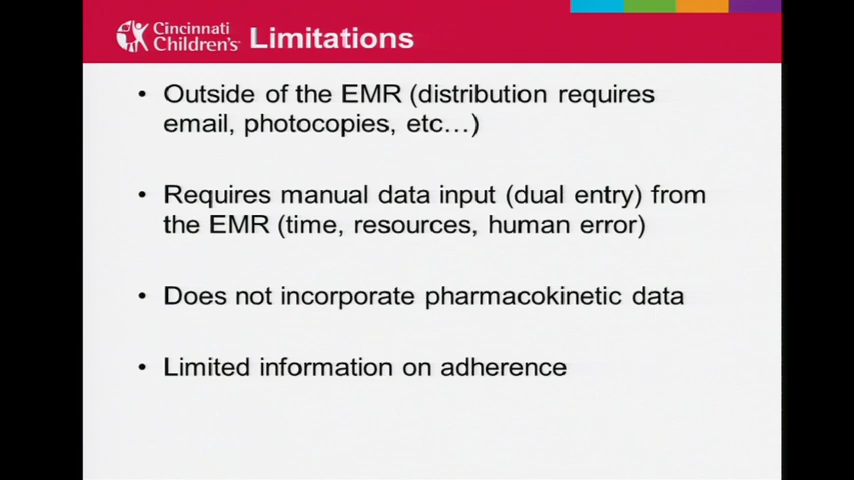 Cincinnati
Children's
Limitations
• Outside of the EMR (distribution requires
email, photocopies, etc…)
• Requires manual data input (dual entry) from
the EMR (time, resources, human error)
• Does not incorporate pharmacokinetic data
• Limited information on adherence